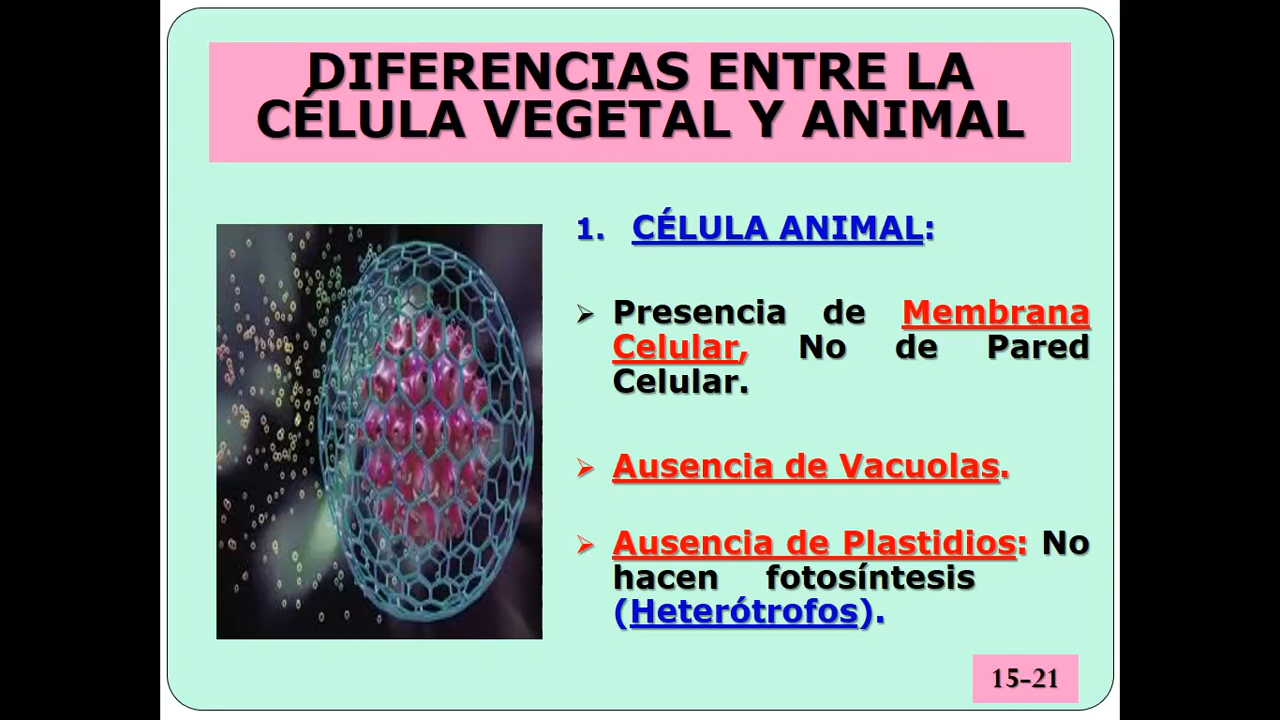 DIFERENCIAS ENTRE LA
CÉLULA VEGETAL Y ANIMAL
1. CÉLULA ANIMAL:
➢ Presencia de Membrana
Celular, No de Pared
Celular.
➢ Ausencia de Vacuolas.
➢ Ausencia de Plastidios: No
hacen fotosíntesis
(Heterótrofos).
15-21